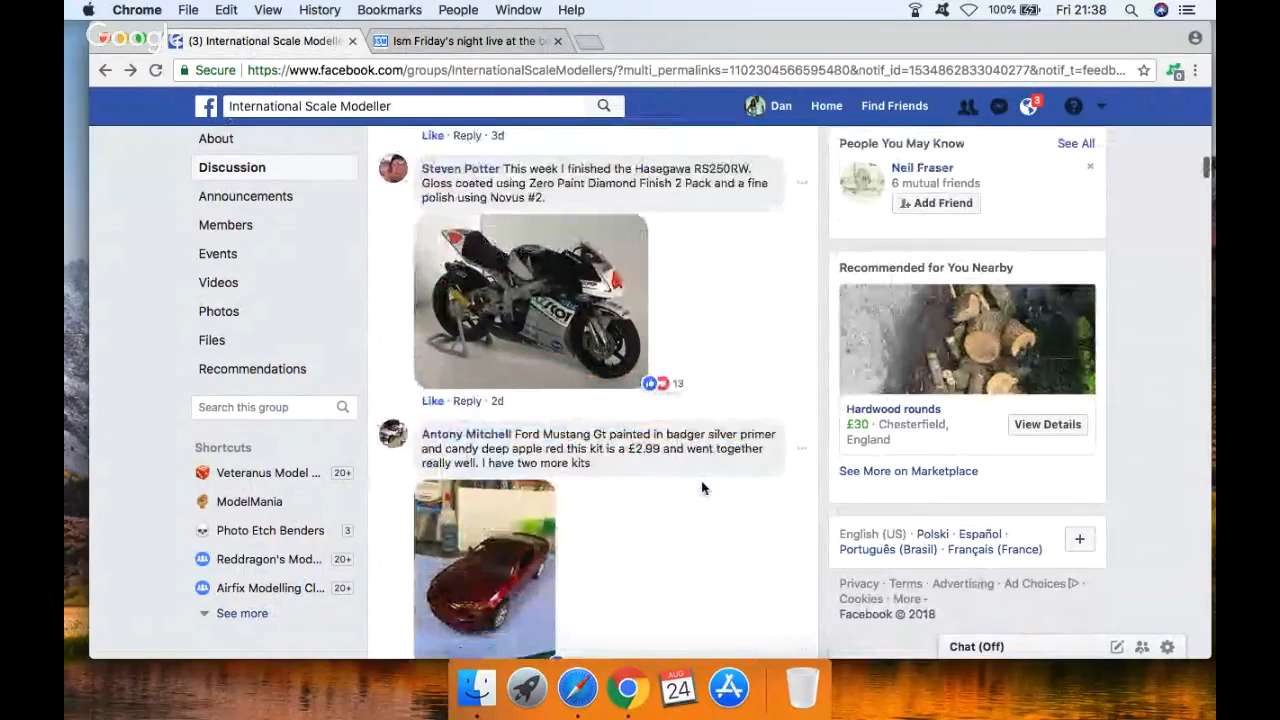 Chrome File Edit View History Bookmarks People Window Help 100% Fri 21:38
Google
(3) International Scale Modelle
Ism Friday's night live at the be
Secure https://www.facebook.com/groups/InternationalScaleModellers/?multi_permalinks=1102304566595480&notif_id=1534862833040277&notif_t=feedb...
International Scale Modeller
Dan Home Find Friends 3
About
Discussion
Announcements
Members
Events
Videos
Photos
Files
Recommendations
Search this group
Shortcuts
Veteranus Model ... 20+
ModelMania
Photo Etch Benders 3
Reddragon's Mod... 20+
Airfix Modelling Cl... 20+
See more
Like · Reply · 3d
Steven Potter This week I finished the Hasegawa RS250RW.
Gloss coated using Zero Paint Diamond Finish 2 Pack and a fine
polish using Novus #2.
13
Like · Reply · 2d
Antony Mitchell Ford Mustang Gt painted in badger silver primer
and candy deep apple red this kit is a £2.99 and went together
really well. I have two more kits
People You May Know See All
Neil Fraser
6 mutual friends
Add Friend
Recommended for You Nearby
Hardwood rounds
£30 · Chesterfield,
England
View Details
See More on Marketplace
English (US) · Polski · Español ·
Português (Brasil) · Français (France)
Privacy · Terms · Advertising · Ad Choices ·
Cookies · More
Facebook © 2018
Chat (Off)
AUG
24